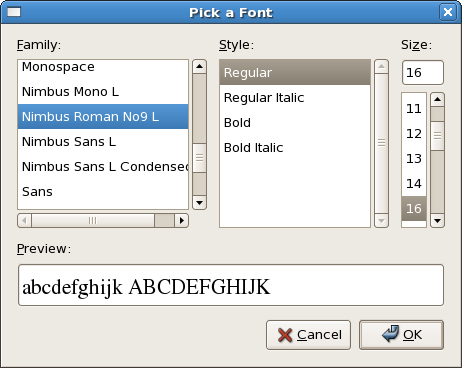 Pick a Font
Family:
Monospace
Nimbus Mono L
Nimbus Roman No9 L
Nimbus Sans L
Nimbus Sans L Condensed
Sans
Style:
Regular
Regular Italic
Bold
Bold Italic
Size:
16
11
12
13
14
16
Preview:
abcdefghijk ABCDEFGHIJK
Cancel
OK